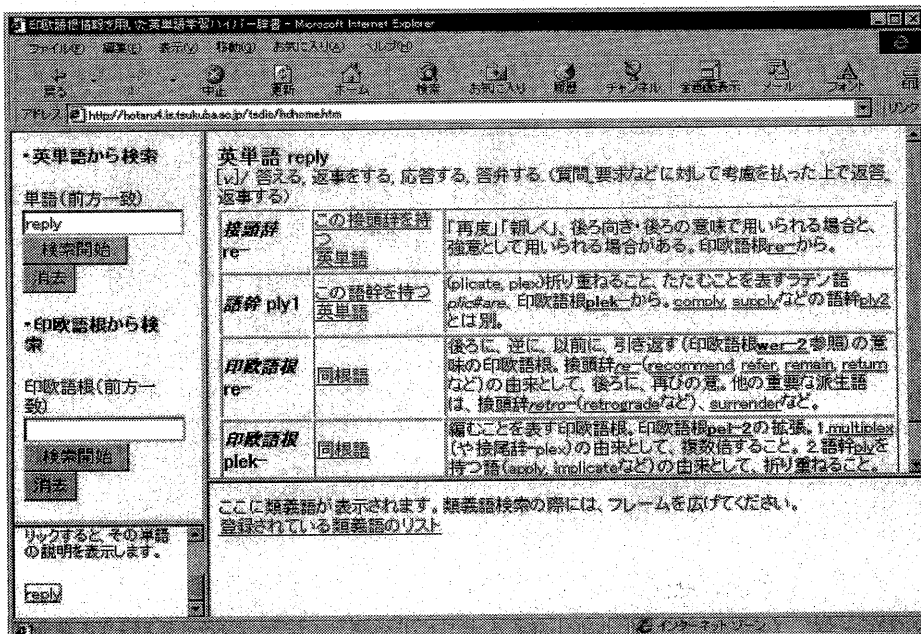 印欧語根情報を用いた英単語学習ハイパー辞書 - Microsoft Internet Explorer
ファイル(F) 編集(E) 表示(V) 移動(G) お気に入り(A) ヘルプ(H)
戻る 中止 更新 ホーム 検索 お気に入り 履歴 チャンネル 全画面表示 メール フォント 印
アドレス http://hotaru4.is.tsukuba.ac.jp/tsdic/hdhome.htm リンク
・英単語から検索
単語(前方一致)
reply
検索開始
消去
・印欧語根から検
索
印欧語根(前方一
致)
検索開始
消去
リックすると、その単語
の説明を表示します。
reply
英単語 reply
[v.]/ 答える, 返事をする, 応答する, 答弁する. (質問,要求などに対して考慮を払った上で返答,
返事する)
接頭辞
re-
この接頭辞を持
つ
英単語
「再度」「新しく」、後ろ向き・後ろの意味で用いられる場合と、
強意として用いられる場合がある。印欧語根re-から。
語幹 ply1
この語幹を持つ
英単語
(plicate, plex)折り重ねること、たたむことを表すラテン語
plic#are、印欧語根plek-から。comply, supplyなどの語幹ply2
とは別。
印欧語根
re-
同根語
後ろに、逆に、以前に、引き返す(印欧語根wer-2参照)の意
味の印欧語根。接頭辞re-(recommend, refer, remain, return
など)の由来として、後ろに、再びの意。他の重要な派生語
は、接頭辞retro-(retrogradeなど)、surrenderなど。
印欧語根
plek-
同根語
編むことを表す印欧語根。印欧語根pel-2の拡張。1.multiplex
(や接尾辞-plex)の由来として、複数倍すること。2.語幹plyを
持つ語(apply, implicateなど)の由来として、折り重ねること。
ここに類義語が表示されます。類義語検索の際には、フレームを広げてください。
登録されている類義語のリスト
インターネット ゾーン